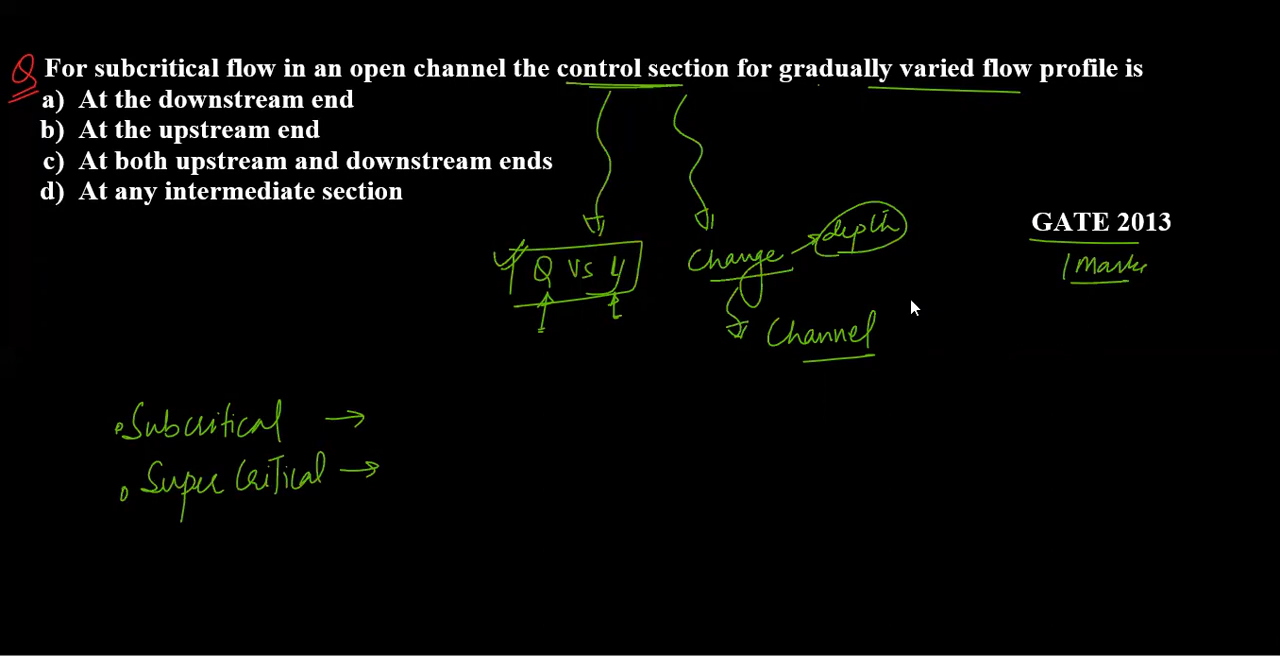 Q For subcritical flow in an open channel the control section for gradually varied flow profile is
a) At the downstream end
b) At the upstream end
c) At both upstream and downstream ends
d) At any intermediate section
GATE 2013
1 Marks
Q Vs y
Change → depth
Channel
Subcritical →
Super Critical →